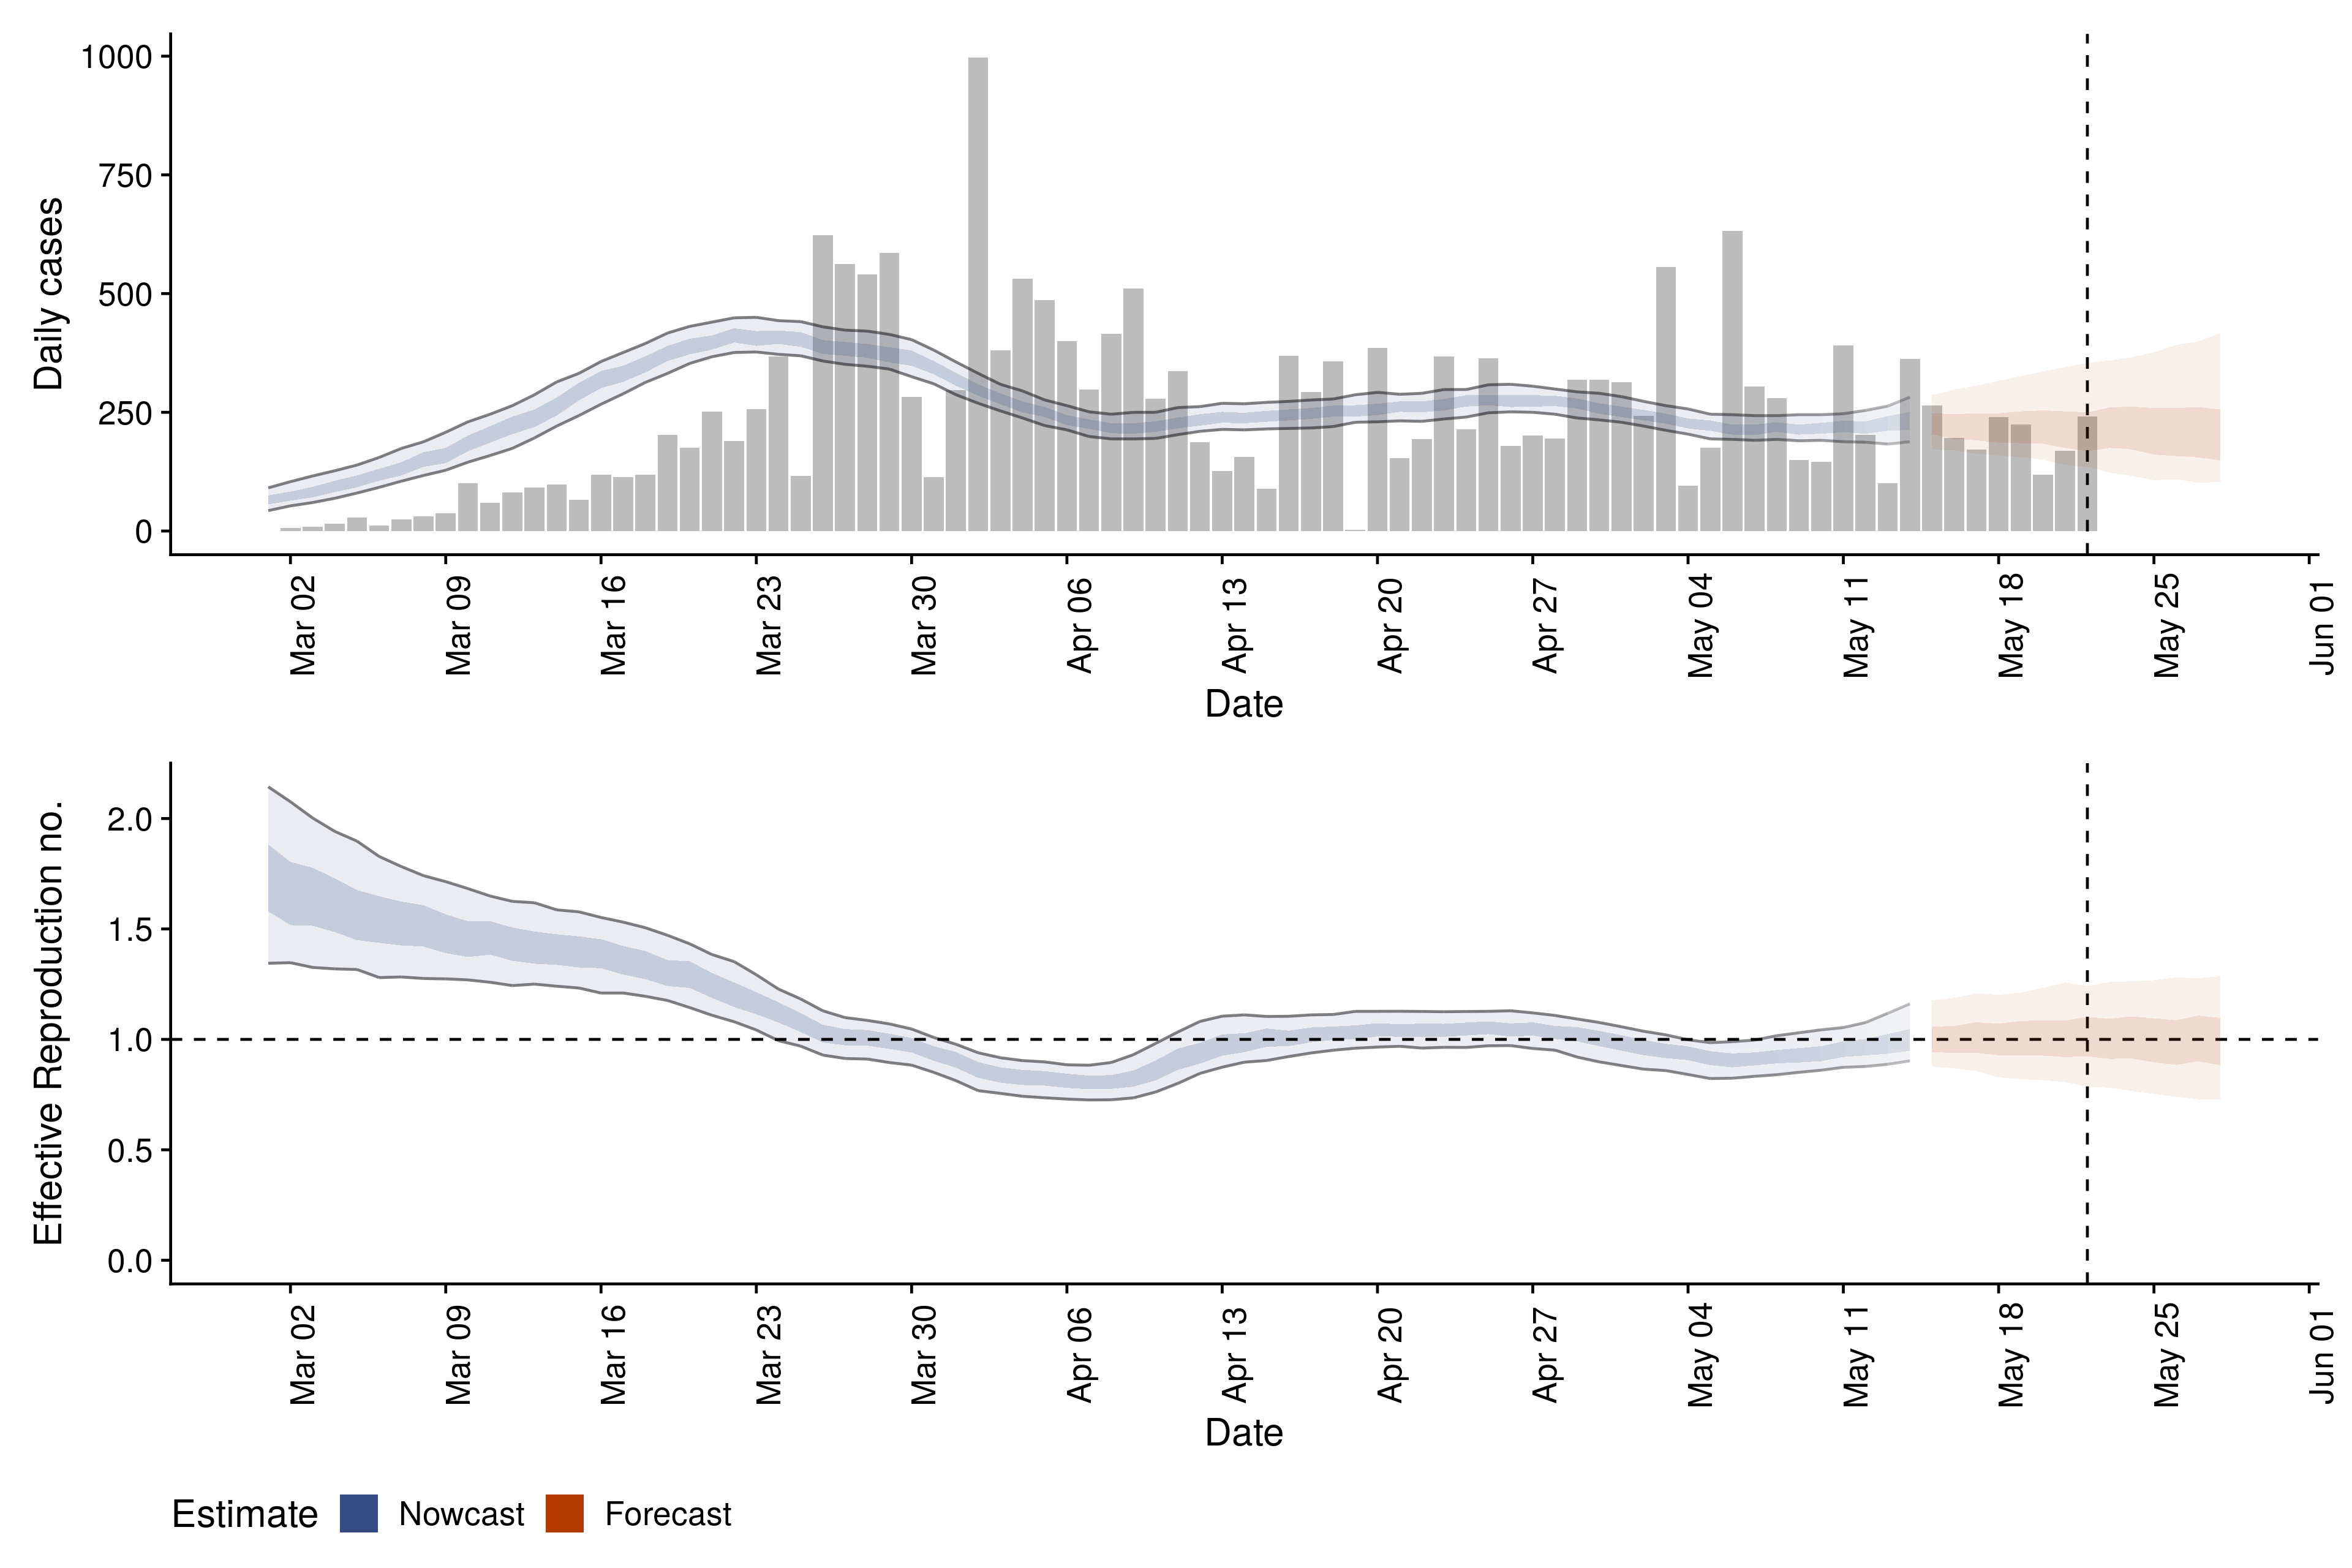 Daily cases
1000
750
500
250
0
Mar 02
Mar 09
Mar 16
Mar 23
Mar 30
Apr 06
Apr 13
Apr 20
Apr 27
May 04
May 11
May 18
May 25
Jun 01
Date
Effective Reproduction no.
2.0
1.5
1.0
0.5
0.0
Mar 02
Mar 09
Mar 16
Mar 23
Mar 30
Apr 06
Apr 13
Apr 20
Apr 27
May 04
May 11
May 18
May 25
Jun 01
Date
Estimate Nowcast Forecast